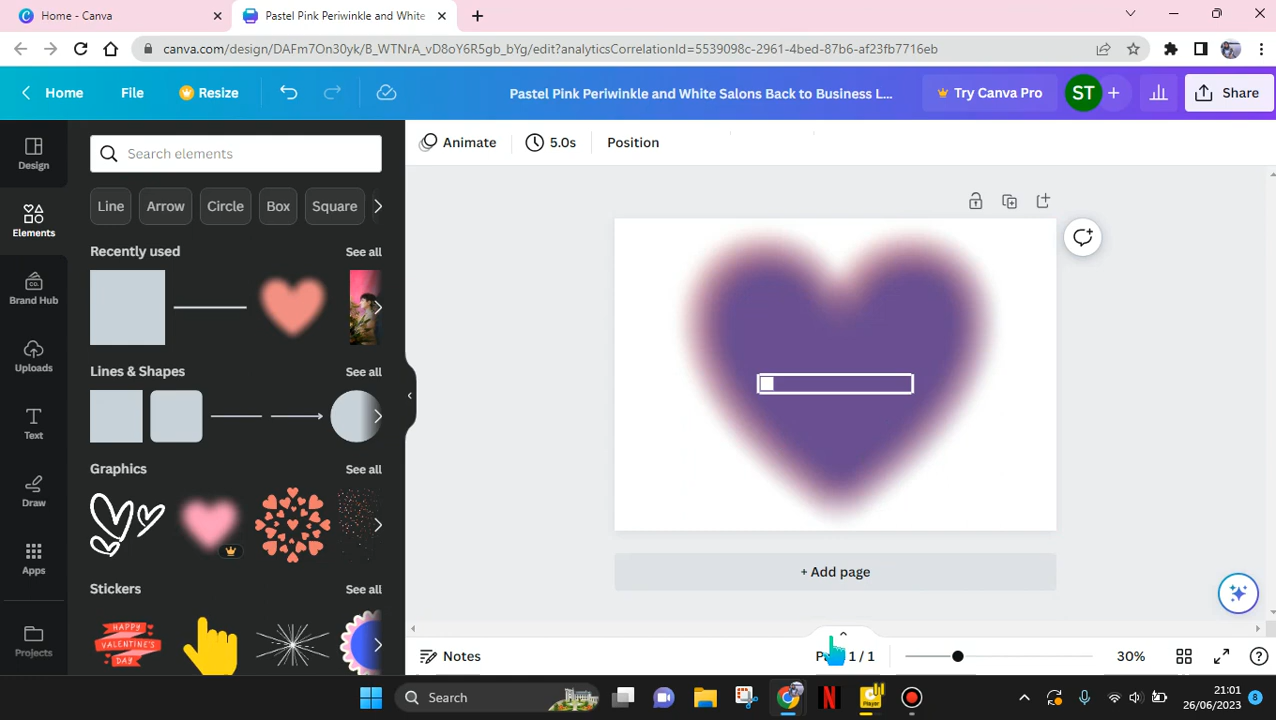 Home - Canva
Pastel Pink Periwinkle and White
canva.com/design/DAFm7On30yk/B_WTNrA_vD8oY6R5gb_bYg/edit?analyticsCorrelationId=5539098c-2961-4bed-87b6-af23fb7716eb
Home
File
Resize
Pastel Pink Periwinkle and White Salons Back to Business L...
Try Canva Pro
ST
Share
Design
Search elements
Animate
5.0s
Position
Elements
Line
Arrow
Circle
Box
Square
Recently used
See all
Brand Hub
CO.
Uploads
Lines & Shapes
See all
Text
Graphics
See all
Draw
Apps
+ Add page
Stickers
See all
HAPPY
VALENTINE'S
DAY
Projects
Notes
1 / 1
30%
Search
Player
21:01
26/06/2023
8